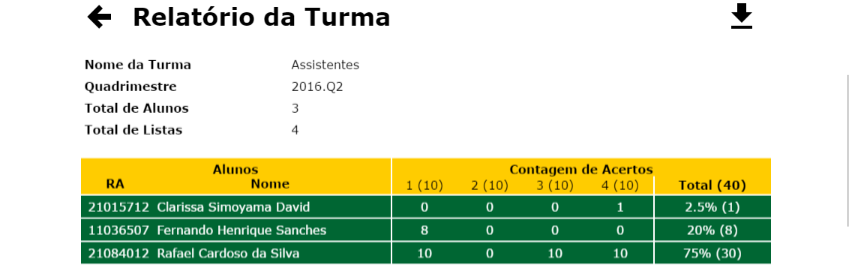 Relatório da Turma
Nome da Turma Assistentes
Quadrimestre 2016.Q2
Total de Alunos 3
Total de Listas 4
Alunos Contagem de Acertos
RA Nome 1 (10) 2 (10) 3 (10) 4 (10) Total (40)
21015712 Clarissa Simoyama David 0 0 0 1 2.5% (1)
11036507 Fernando Henrique Sanches 8 0 0 0 20% (8)
21084012 Rafael Cardoso da Silva 10 0 10 10 75% (30)